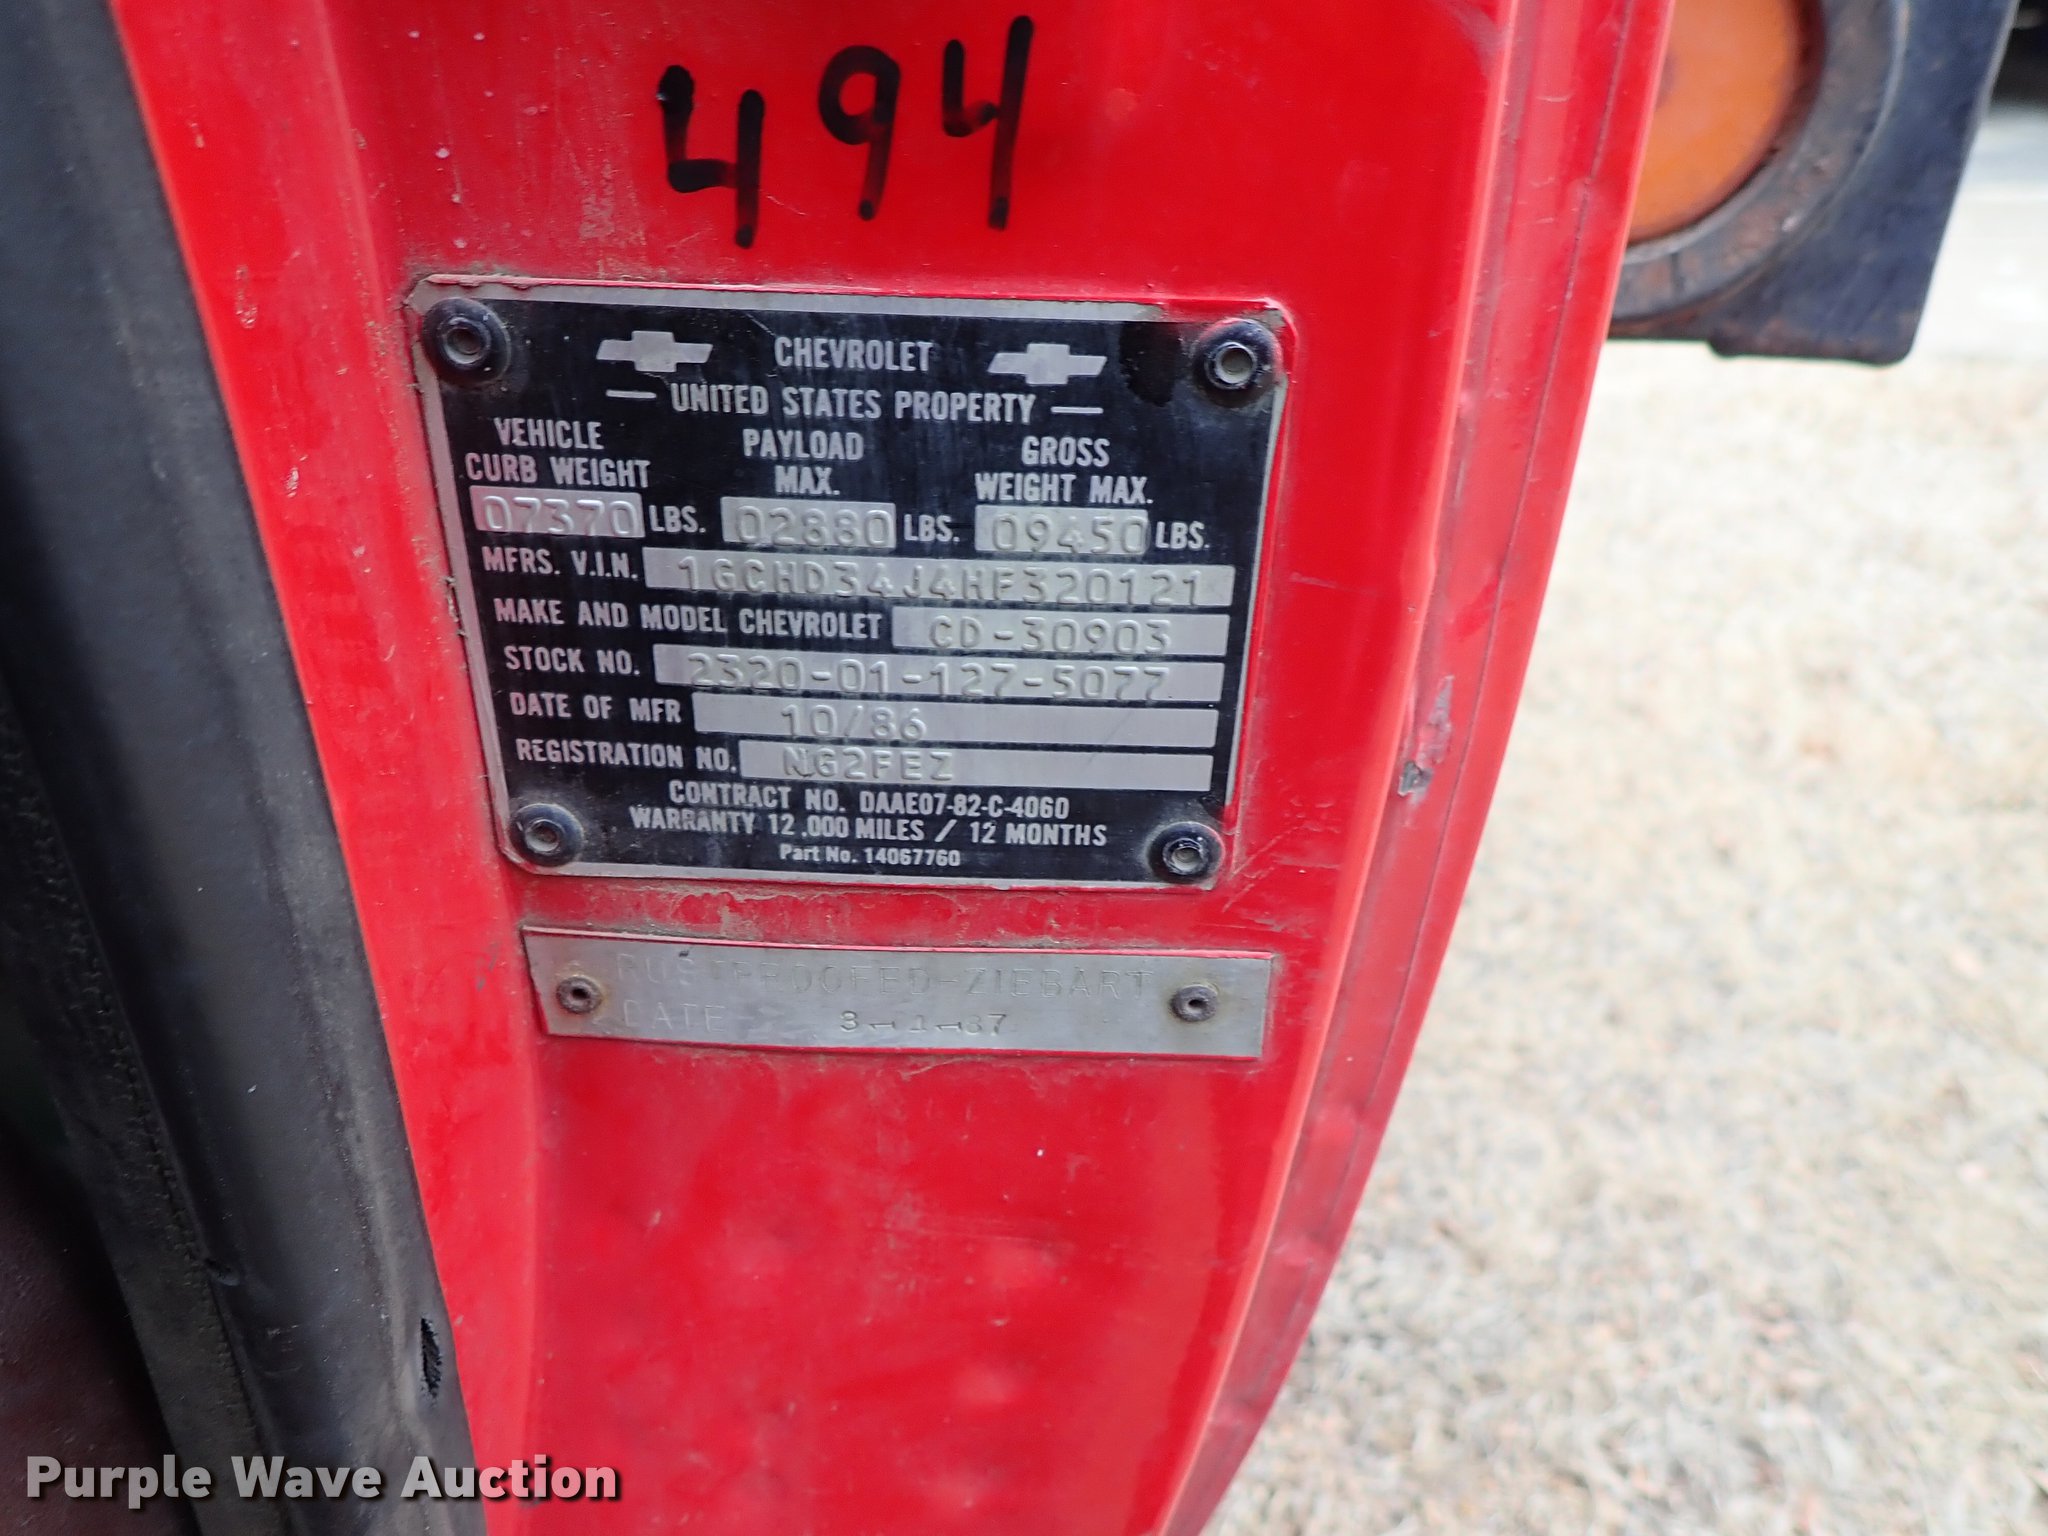 494
CHEVROLET
— UNITED STATES PROPERTY —
VEHICLE CURB WEIGHT PAYLOAD MAX. GROSS WEIGHT MAX.
07370 LBS. 02880 LBS. 09450 LBS.
MFRS. V.I.N. 1GCHD34J4HF320121
MAKE AND MODEL CHEVROLET CD-30903
STOCK NO. 2320-01-127-5077
DATE OF MFR 10/86
REGISTRATION NO. NG2FEZ
CONTRACT NO. DAAE07-82-C-4060
WARRANTY 12,000 MILES / 12 MONTHS
Part No. 14067760
RUSTPROOFED-ZIEBART
DATE 3-1-87
Purple Wave Auction